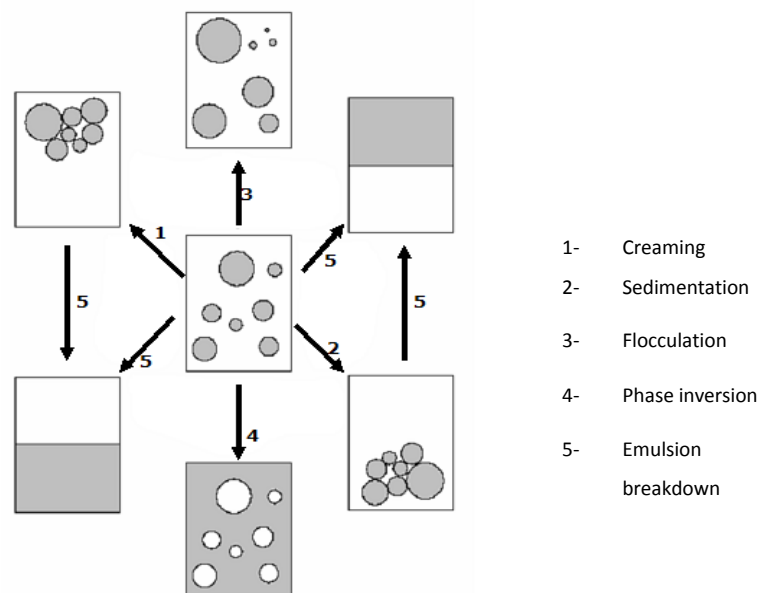 3
1
5
5
5
5
2
4
1- Creaming
2- Sedimentation
3- Flocculation
4- Phase inversion
5- Emulsion
breakdown